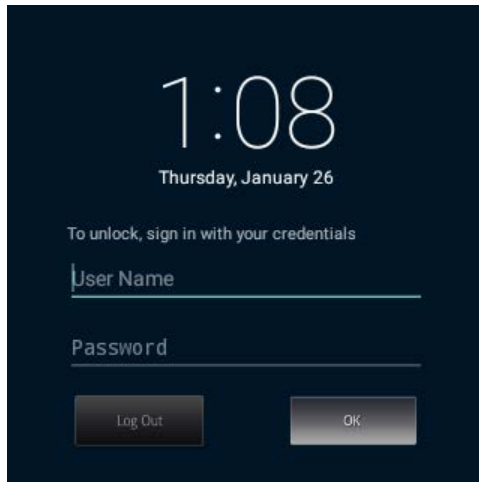 1:08
Thursday, January 26
To unlock, sign in with your credentials
User Name
Password
Log Out OK